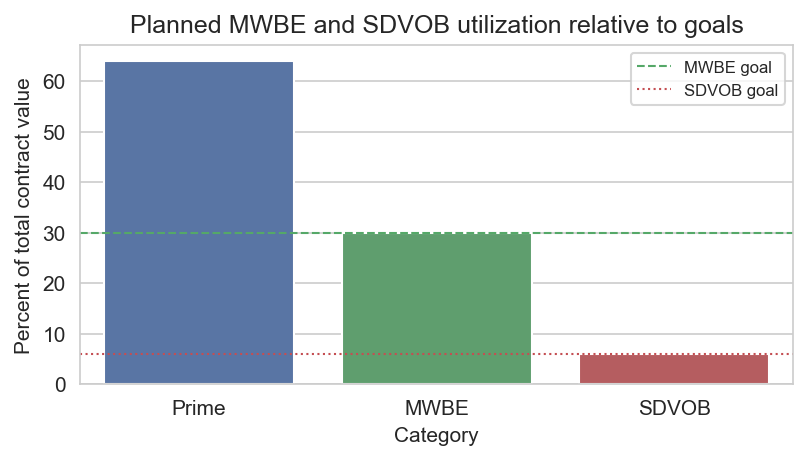 Planned MWBE and SDVOB utilization relative to goals
MWBE goal
SDVOB goal
Percent of total contract value
60
50
40
30
20
10
0
Prime
MWBE
SDVOB
Category